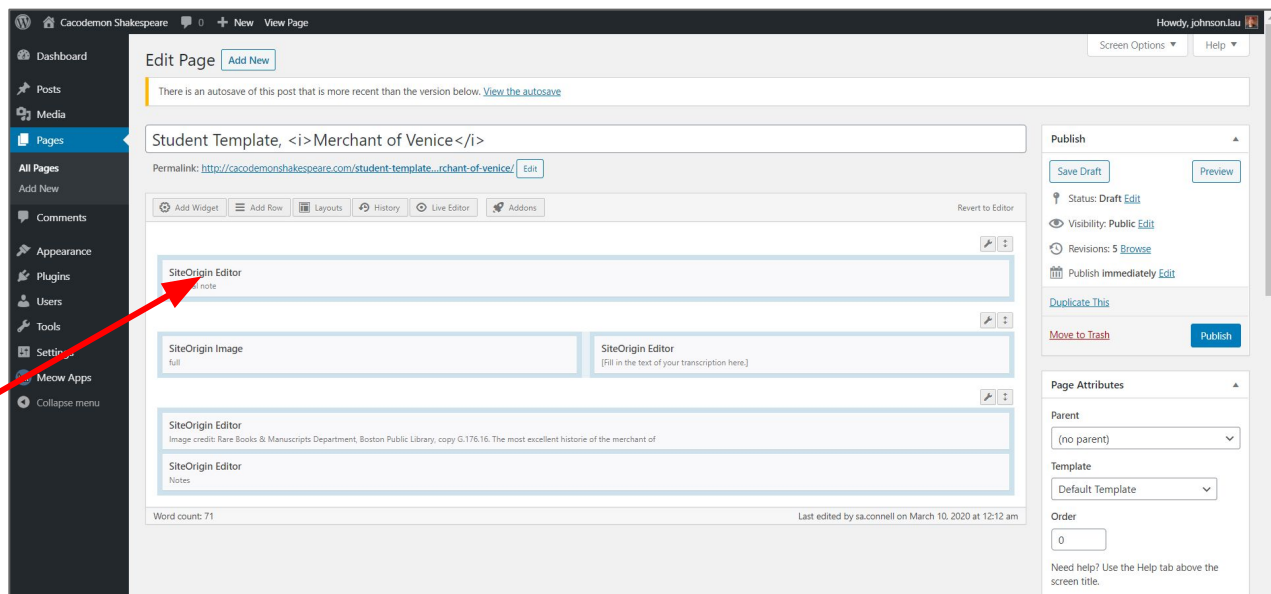 Cacodemon Shakespeare 0 + New View Page Howdy, johnson.lau
Screen Options ▼ Help ▼
Dashboard
Posts
Media
Pages
All Pages
Add New
Comments
Appearance
Plugins
Users
Tools
Settings
Meow Apps
Collapse menu
Edit Page Add New
There is an autosave of this post that is more recent than the version below. View the autosave
Student Template, <i>Merchant of Venice</i>
Permalink: http://cacodemonshakespeare.com/student-template...rchant-of-venice/ Edit
Add Widget Add Row Layouts History Live Editor Addons Revert to Editor
SiteOrigin Editor
note
SiteOrigin Image
full
SiteOrigin Editor
[Fill in the text of your transcription here.]
SiteOrigin Editor
Image credit: Rare Books & Manuscripts Department, Boston Public Library, copy G.176.16. The most excellent historie of the merchant of
SiteOrigin Editor
Notes
Word count: 71 Last edited by sa.connell on March 10, 2020 at 12:12 am
Publish
Save Draft Preview
Status: Draft Edit
Visibility: Public Edit
Revisions: 5 Browse
Publish immediately Edit
Duplicate This
Move to Trash Publish
Page Attributes
Parent
(no parent)
Template
Default Template
Order
0
Need help? Use the Help tab above the
screen title.